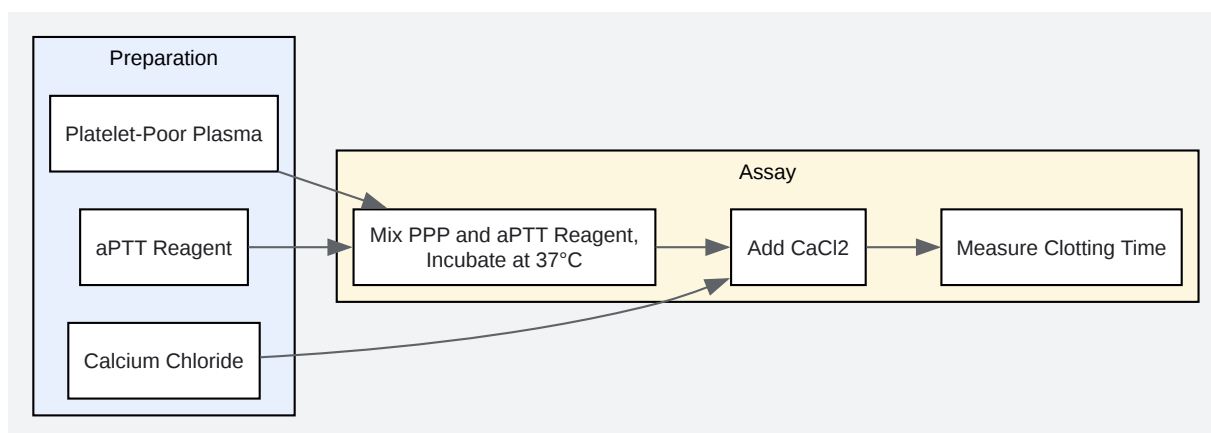 Preparation
Platelet-Poor Plasma
aPTT Reagent
Calcium Chloride
Assay
Mix PPP and aPTT Reagent,
Incubate at 37°C
Add CaCl2
Measure Clotting Time